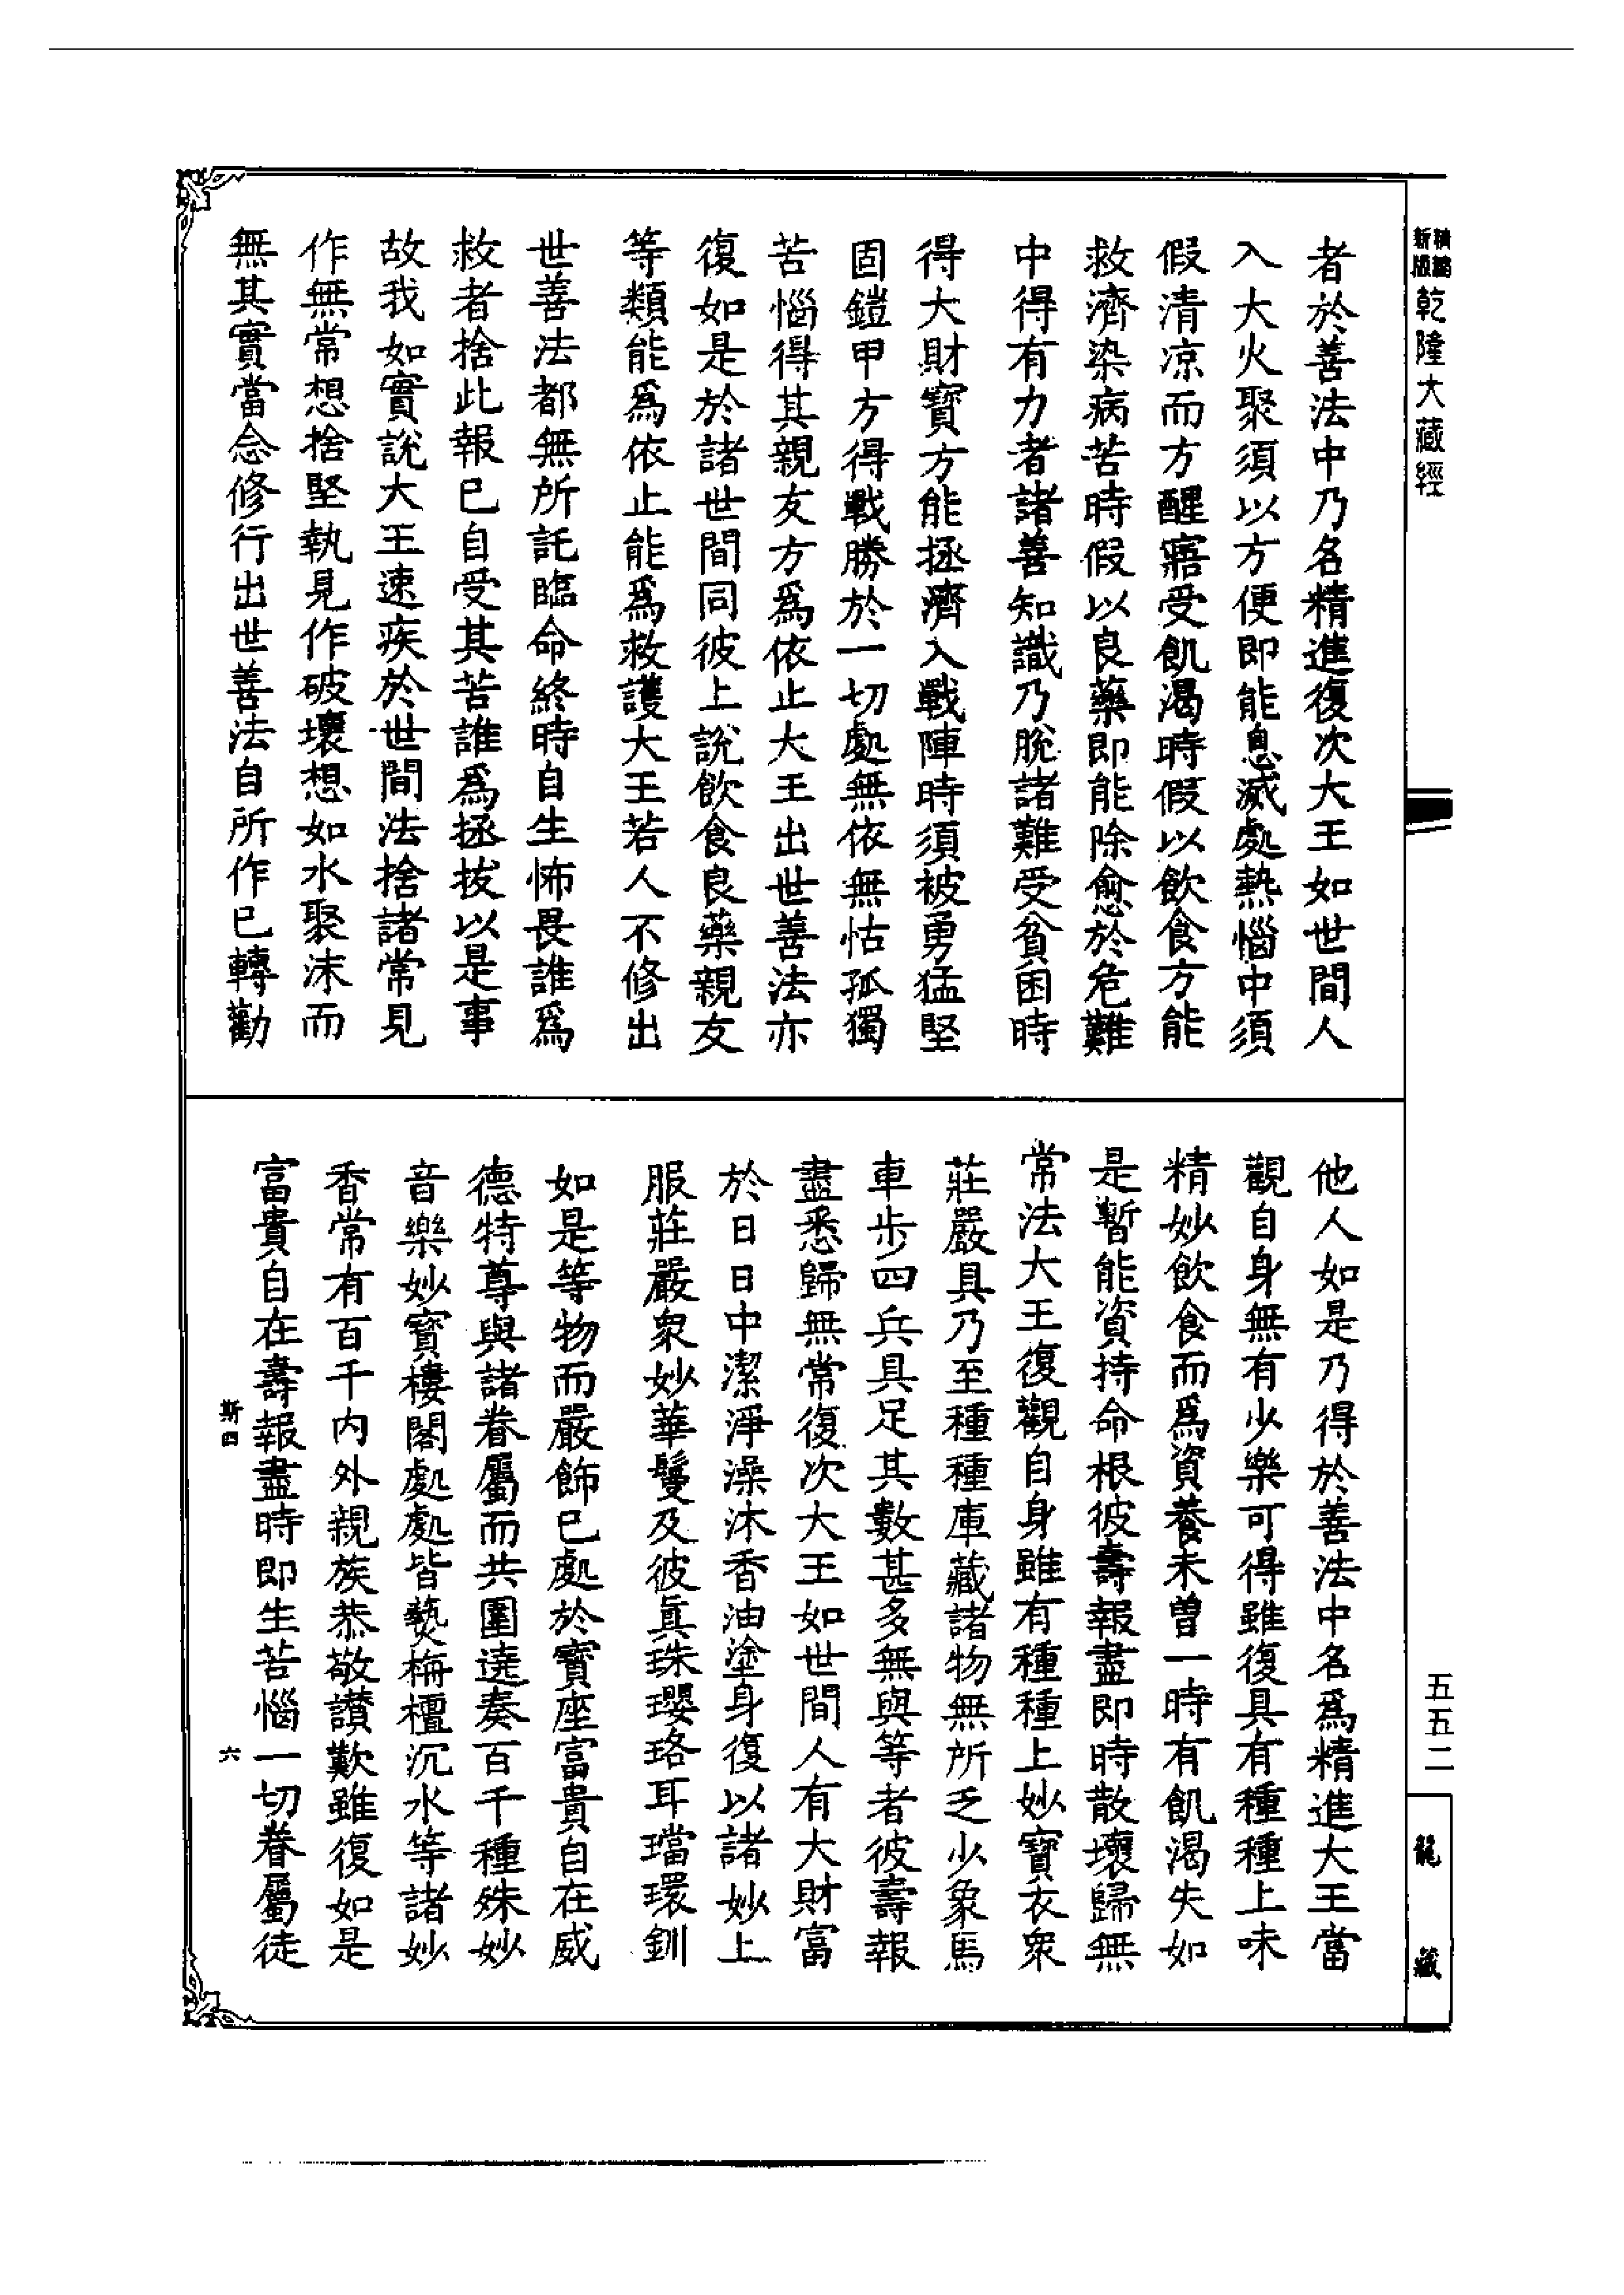 精編
新版
乾隆大藏經
者於善法中乃名精進復次大王如世間人
入大火聚須以方便即能息滅處熱惱中須
假清凉而方醒寤受飢渴時假以飲食方能
救濟染病苦時假以良藥即能除愈於危難
中得有力者諸善知識乃脫諸難受貧困時
得大財寶方能拯濟入戰陣時須被勇猛堅
固鎧甲方得戰勝於一切處無依無怙孤獨
苦惱得其親友方為依止大王出世善法亦
復如是於諸世間同彼上說飲食良藥親友
等類能為依止能為救護大王若人不修出
世善法都無所託臨命終時自生怖畏誰為
救者捨此報已自受其苦誰為拯拔以是事
故我如實說大王速疾於世間法捨諸常見
作無常想捨堅執見作破壞想如水聚沫而
無其實當念修行出世善法自所作已轉勸
他人如是乃得於善法中名為精進大王當
觀自身無有少樂可得雖復具有種種上味
精妙飲食而為資養未曾一時有飢渴失如
是暫能資持命根彼壽報盡即時散壞歸無
常法大王復觀自身雖有種種上妙寶衣眾
莊嚴具乃至種種庫藏諸物無所乏少象馬
車步四兵具足其數甚多無與等者彼壽報
盡悉歸無常復次大王如世間人有大財富
於日日中潔淨澡沐香油塗身復以諸妙上
服莊嚴眾妙華鬘及彼真珠瓔珞耳璫環釧
如是等物而嚴飾已處於寶座富貴自在威
德特尊與諸眷屬而共圍遶奏百千種殊妙
音樂妙寶樓閣處處皆爇栴檀沉水等諸妙
香常有百千內外親族恭敬讚歎雖復如是
富貴自在壽報盡時即生苦惱一切眷屬徒
斯四
六
五五二
龍藏